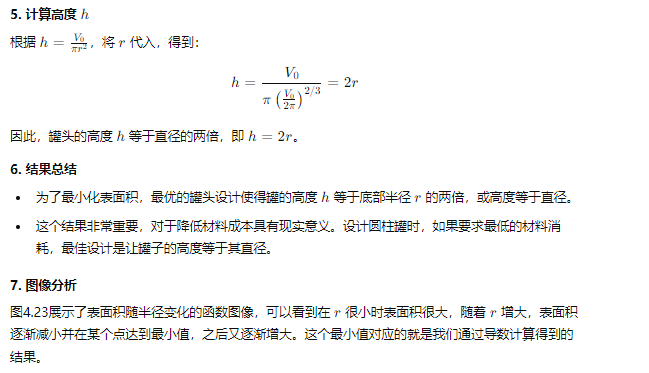 5. 计算高度 h
根据 h = V₀/(πr²)，将 r 代入，得到：
h = V₀/(π(V₀/(2π))^(2/3)) = 2r
因此，罐头的高度 h 等于直径的两倍，即 h = 2r。
6. 结果总结
• 为了最小化表面积，最优的罐头设计使得罐的高度 h 等于底部半径 r 的两倍，或高度等于直径。
• 这个结果非常重要，对于降低材料成本具有现实意义。设计圆柱罐时，如果要求最低的材料消
耗，最佳设计是让罐子的高度等于其直径。
7. 图像分析
图4.23展示了表面积随半径变化的函数图像，可以看到在 r 很小时表面积很大，随着 r 增大，表面积
逐渐减小并在某个点达到最小值，之后又逐渐增大。这个最小值对应的就是我们通过导数计算得到的
结果。